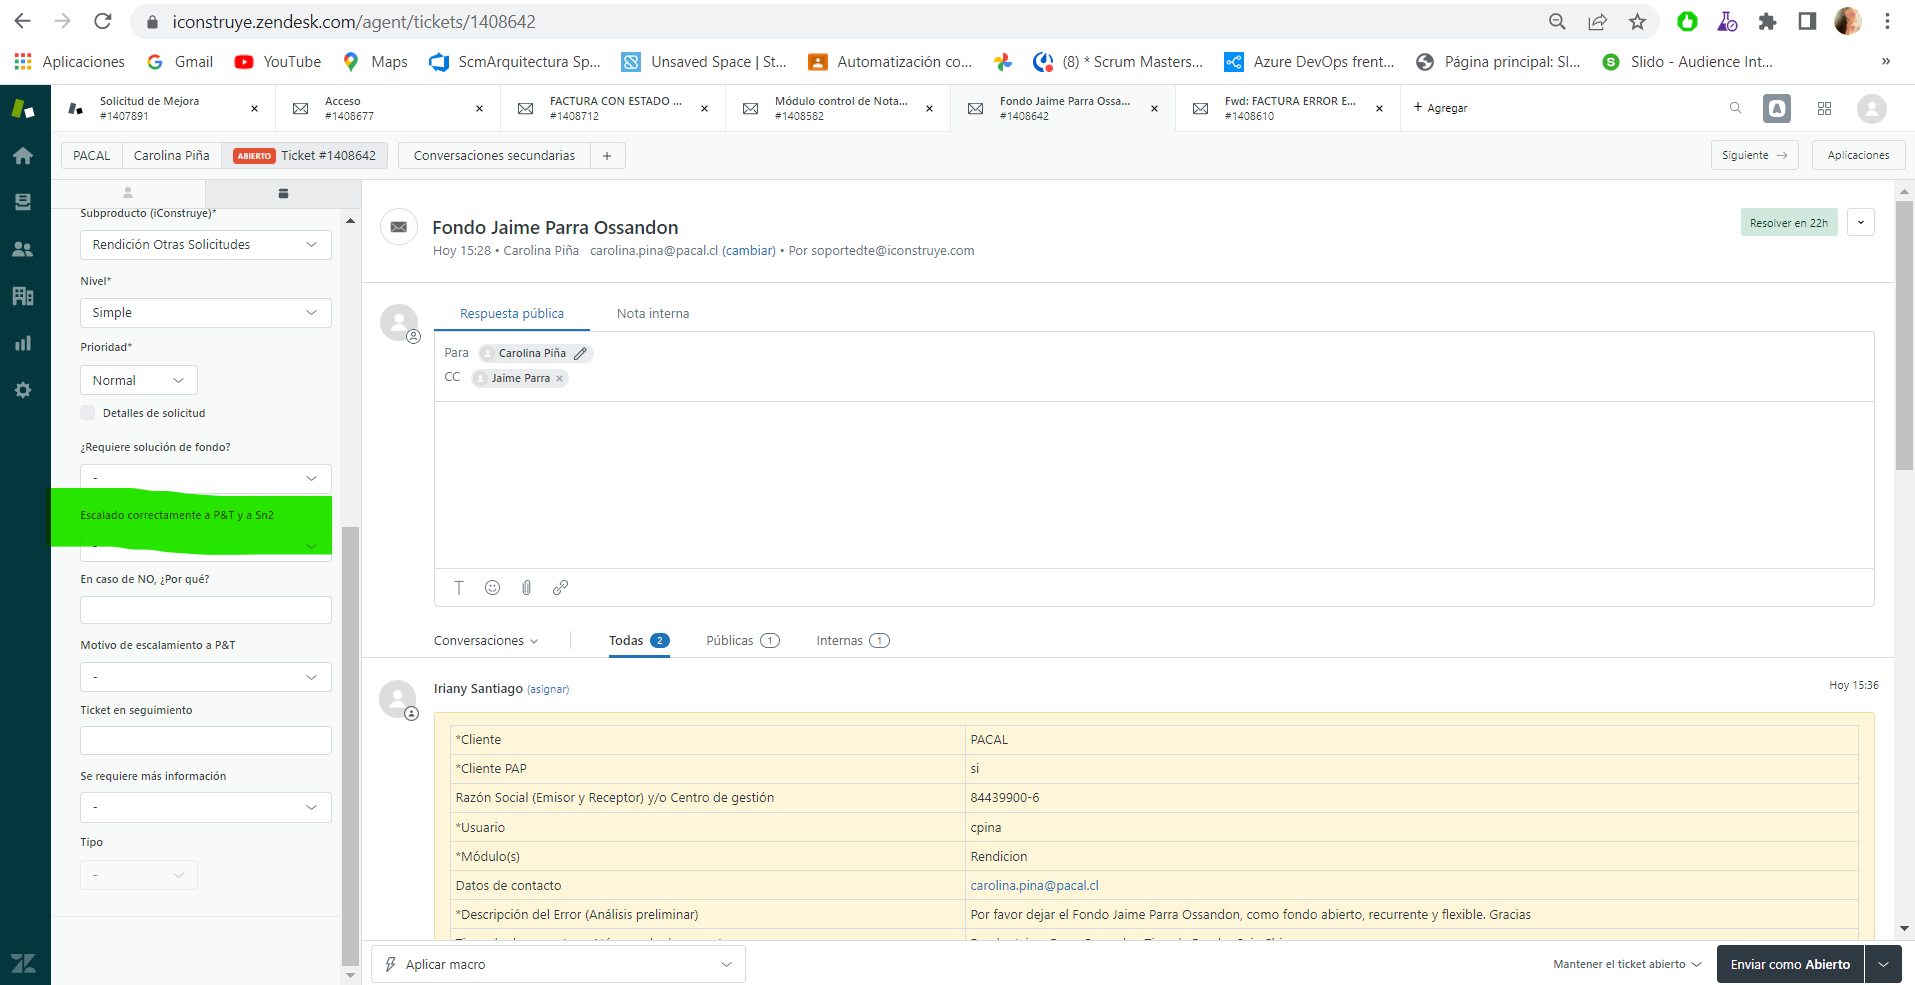 iconstruye.zendesk.com/agent/tickets/1408642
Aplicaciones
Gmail
YouTube
Maps
ScmArquitectura Sp...
Unsaved Space | St...
Automatización co...
(8) * Scrum Masters...
Azure DevOps front...
Página principal: Sl...
Slido - Audience Int...
»
Solicitud de Mejora
#1407891
Acceso
#1408677
FACTURA CON ESTADO ...
#1408712
Módulo control de Nota...
#1408582
Fondo Jaime Parra Ossa...
#1408642
Fwd: FACTURA ERROR E...
#1408610
+ Agregar
PACAL
Carolina Piña
ABIERTO Ticket #1408642
Conversaciones secundarias
+
Siguiente →
Aplicaciones
Subproducto (iConstruye)*
Rendición Otras Solicitudes
Nivel*
Simple
Prioridad*
Normal
Detalles de solicitud
¿Requiere solución de fondo?
-
Escalado correctamente a P&T y a Sn2
-
En caso de NO, ¿Por qué?
Motivo de escalamiento a P&T
-
Ticket en seguimiento
Se requiere más información
-
Tipo
-
Fondo Jaime Parra Ossandon
Hoy 15:28 • Carolina Piña carolina.pina@pacal.cl (cambiar) • Por soportedte@iconstruye.com
Resolver en 22h
Respuesta pública
Nota interna
Para Carolina Piña
CC Jaime Parra ×
Conversaciones
Todas 2
Públicas 1
Internas 1
Iriany Santiago (asignar)
Hoy 15:36
*Cliente PACAL
*Cliente PAP si
Razón Social (Emisor y Receptor) y/o Centro de gestión 84439900-6
*Usuario cpina
*Módulo(s) Rendicion
Datos de contacto carolina.pina@pacal.cl
*Descripción del Error (Análisis preliminar) Por favor dejar el Fondo Jaime Parra Ossandon, como fondo abierto, recurrente y flexible. Gracias
Aplicar macro
Mantener el ticket abierto
Enviar como Abierto